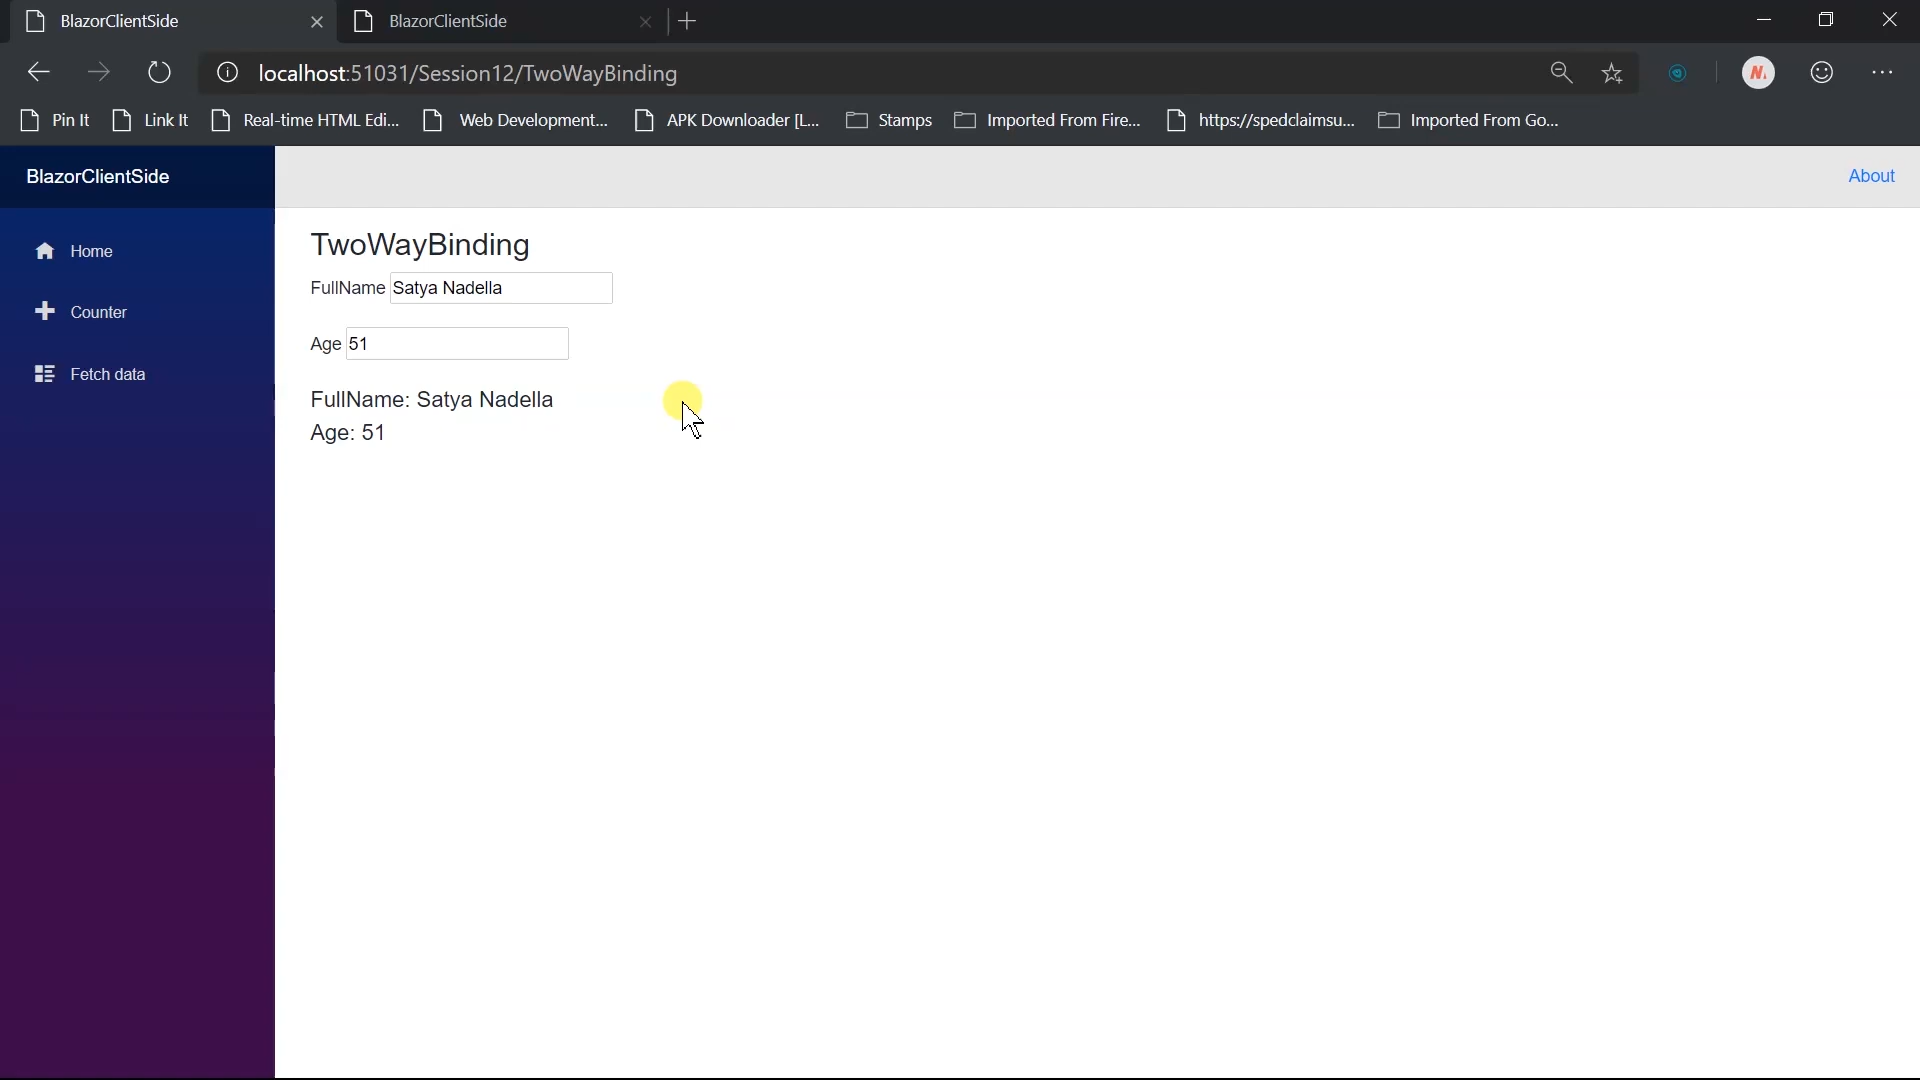 BlazorClientSide
BlazorClientSide
localhost:51031/Session12/TwoWayBinding
N.
Pin It
Link It
Real-time HTML Edi...
Web Development...
APK Downloader [L...
Stamps
Imported From Fire...
https://spedclaimsu...
Imported From Go...
BlazorClientSide
About
Home
Counter
Fetch data
TwoWayBinding
FullName Satya Nadella
Age 51
FullName: Satya Nadella
Age: 51